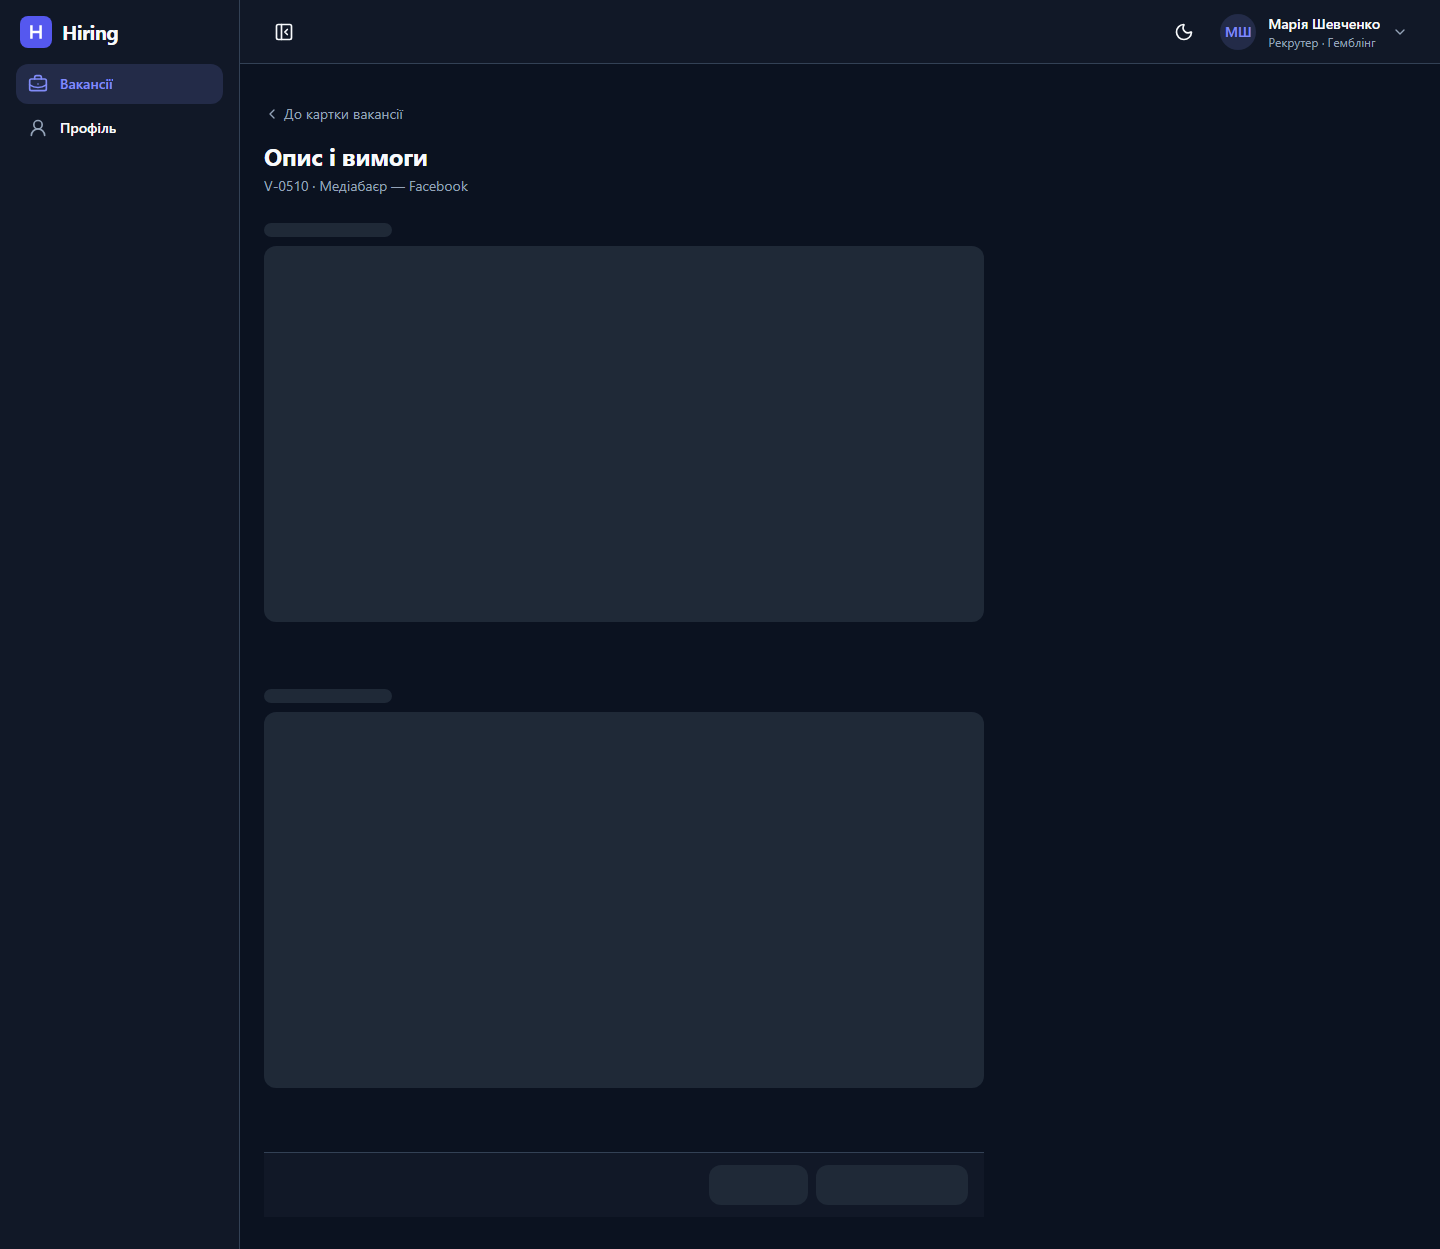 H Hiring
Вакансії
Профіль
МШ
Марія Шевченко
Рекрутер · Гемблінг
До картки вакансії
Опис і вимоги
V-0510 · Медіабаєр — Facebook